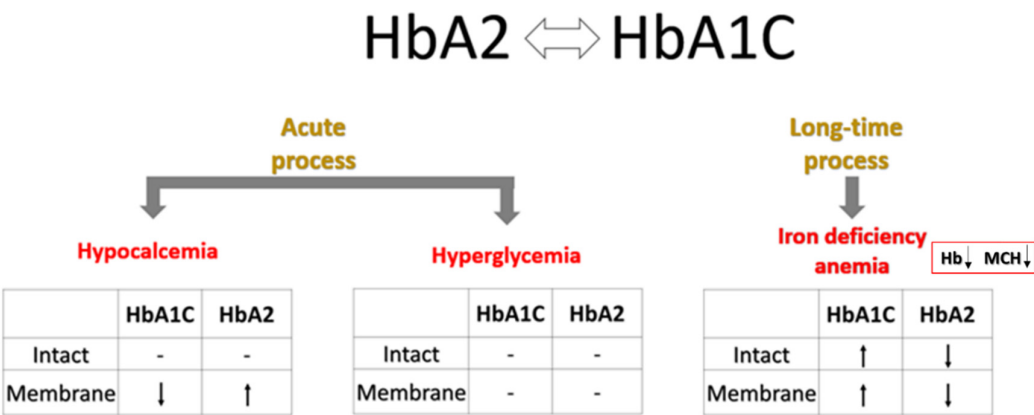 HbA2 ⇔ HbA1C
Acute
process
Long-time
process
Hypocalcemia
Hyperglycemia
Iron deficiency
anemia
Hb↓ MCH↓
HbA1C HbA2
Intact - -
Membrane ↓ ↑
HbA1C HbA2
Intact - -
Membrane - -
HbA1C HbA2
Intact ↑ ↓
Membrane ↑ ↓